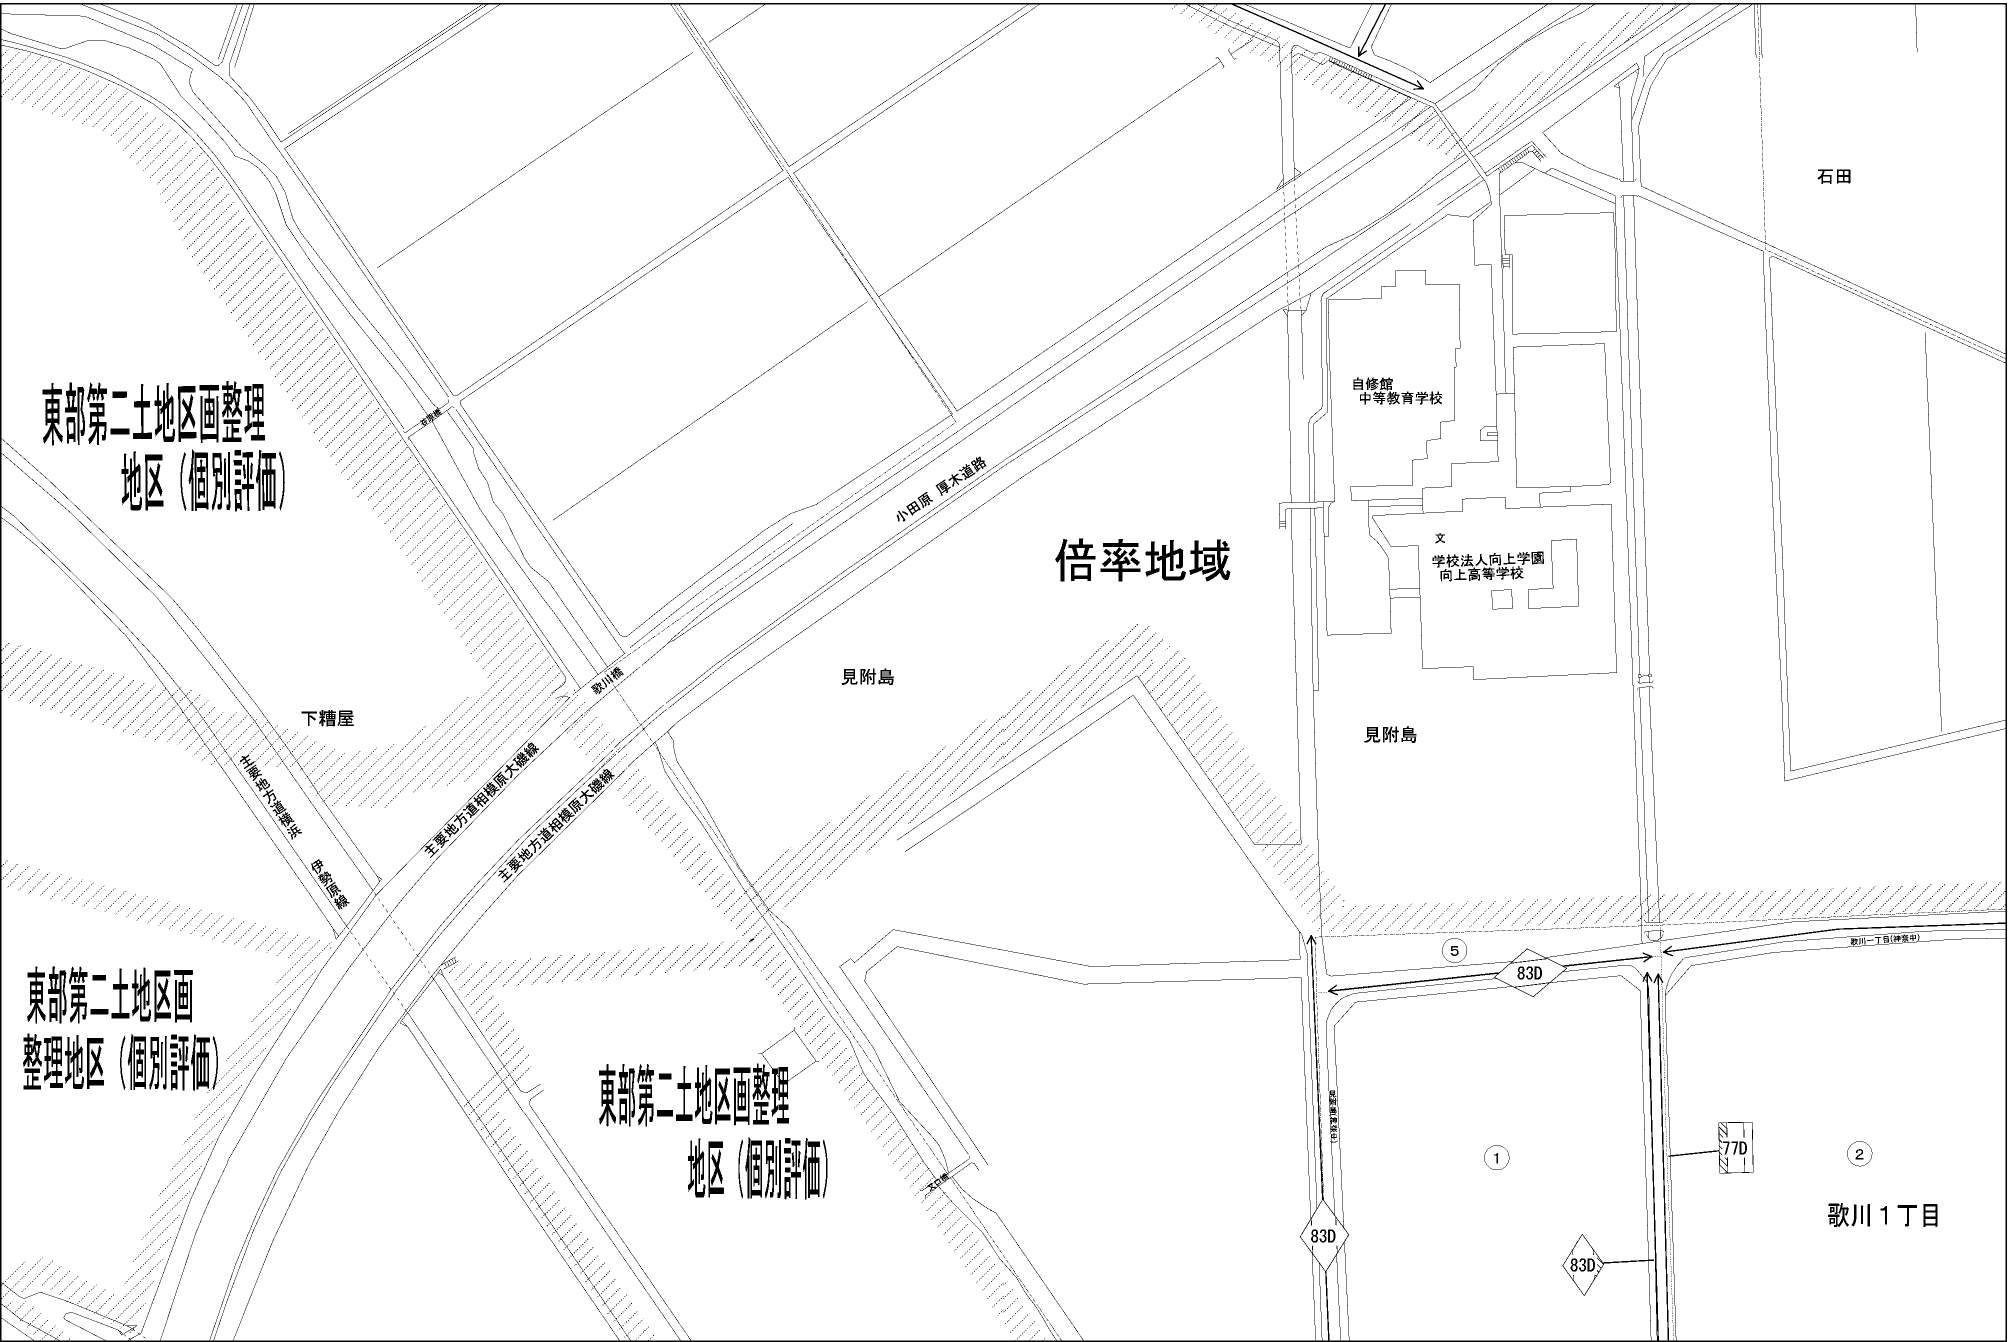 石田
自修館
中等教育学校
東部第二土地区画整理
地区（個別評価）
谷原橋
小田原 厚木道路
倍率地域
文
学校法人向上学園
向上高等学校
歌川橋
見附島
下糟屋
見附島
主要地方道横浜 伊勢原線
主要地方道相模原大磯線
主要地方道相模原大磯線
歌川一丁目(神奈中)
5
83D
東部第二土地区画
整理地区（個別評価）
東部第二土地区画整理
地区（個別評価）
1
77D
2
歌川１丁目
83D
83D